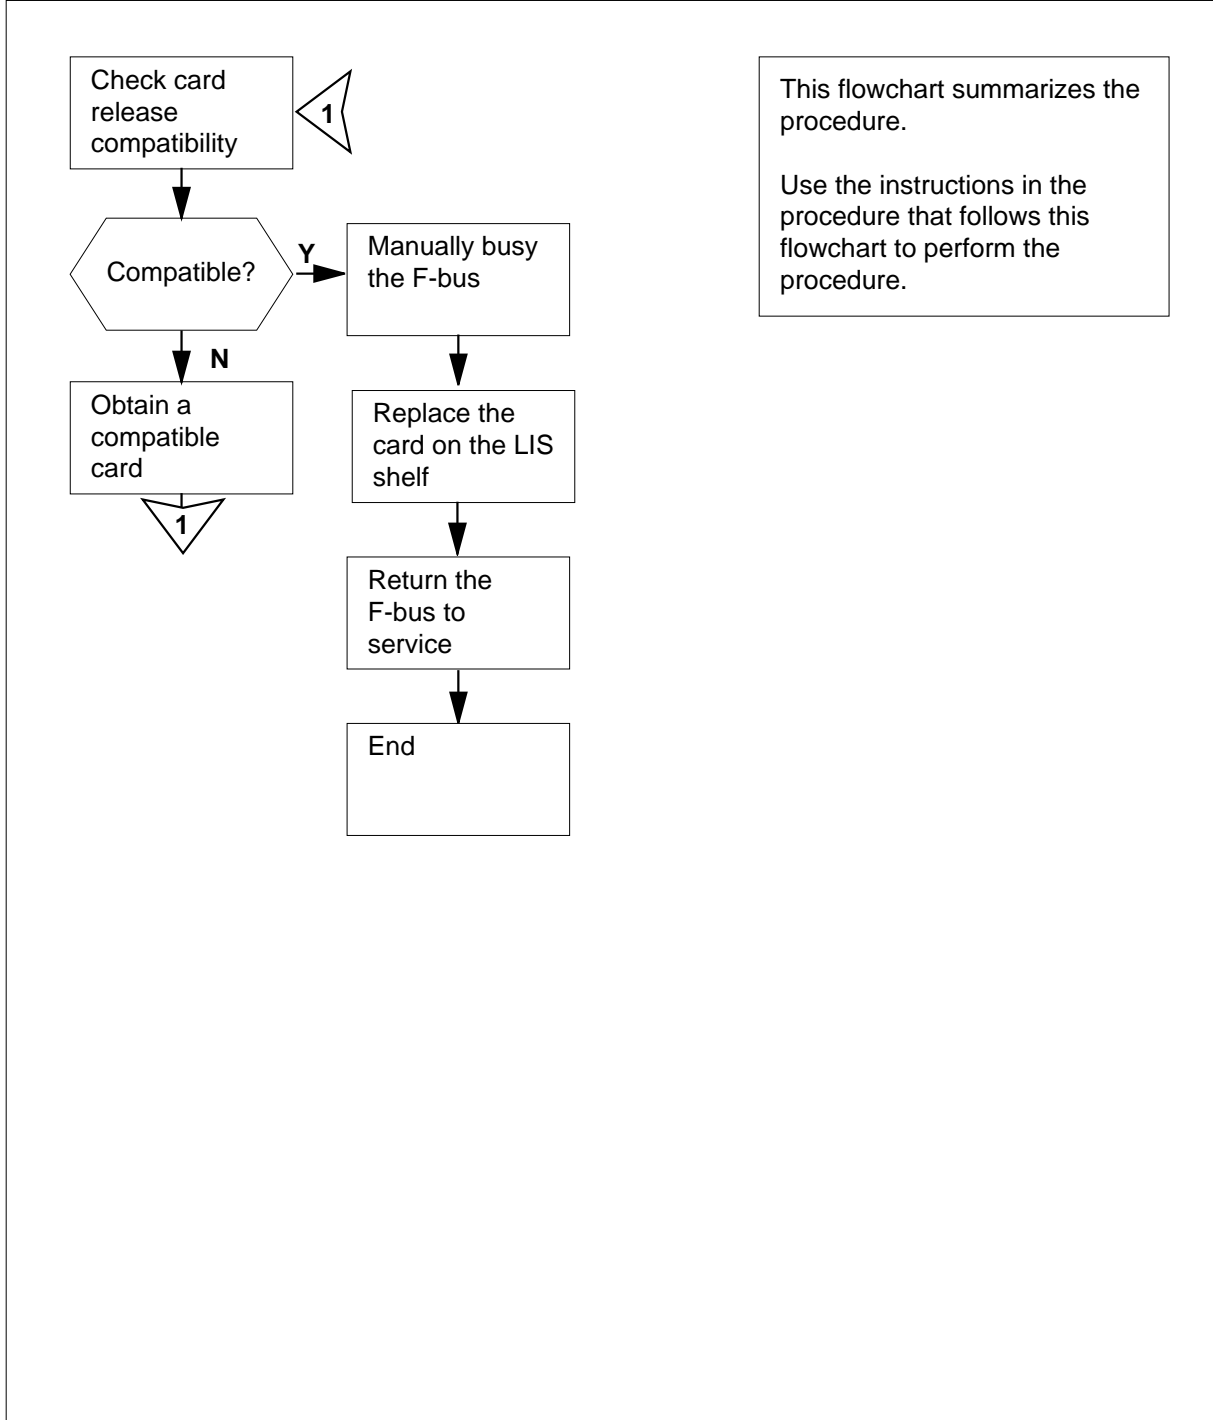 Check card
release
compatibility
1
Compatible?
Y
N
Obtain a
compatible
card
1
Manually busy
the F-bus
Replace the
card on the LIS
shelf
Return the
F-bus to
service
End
This flowchart summarizes the
procedure.
Use the instructions in the
procedure that follows this
flowchart to perform the
procedure.